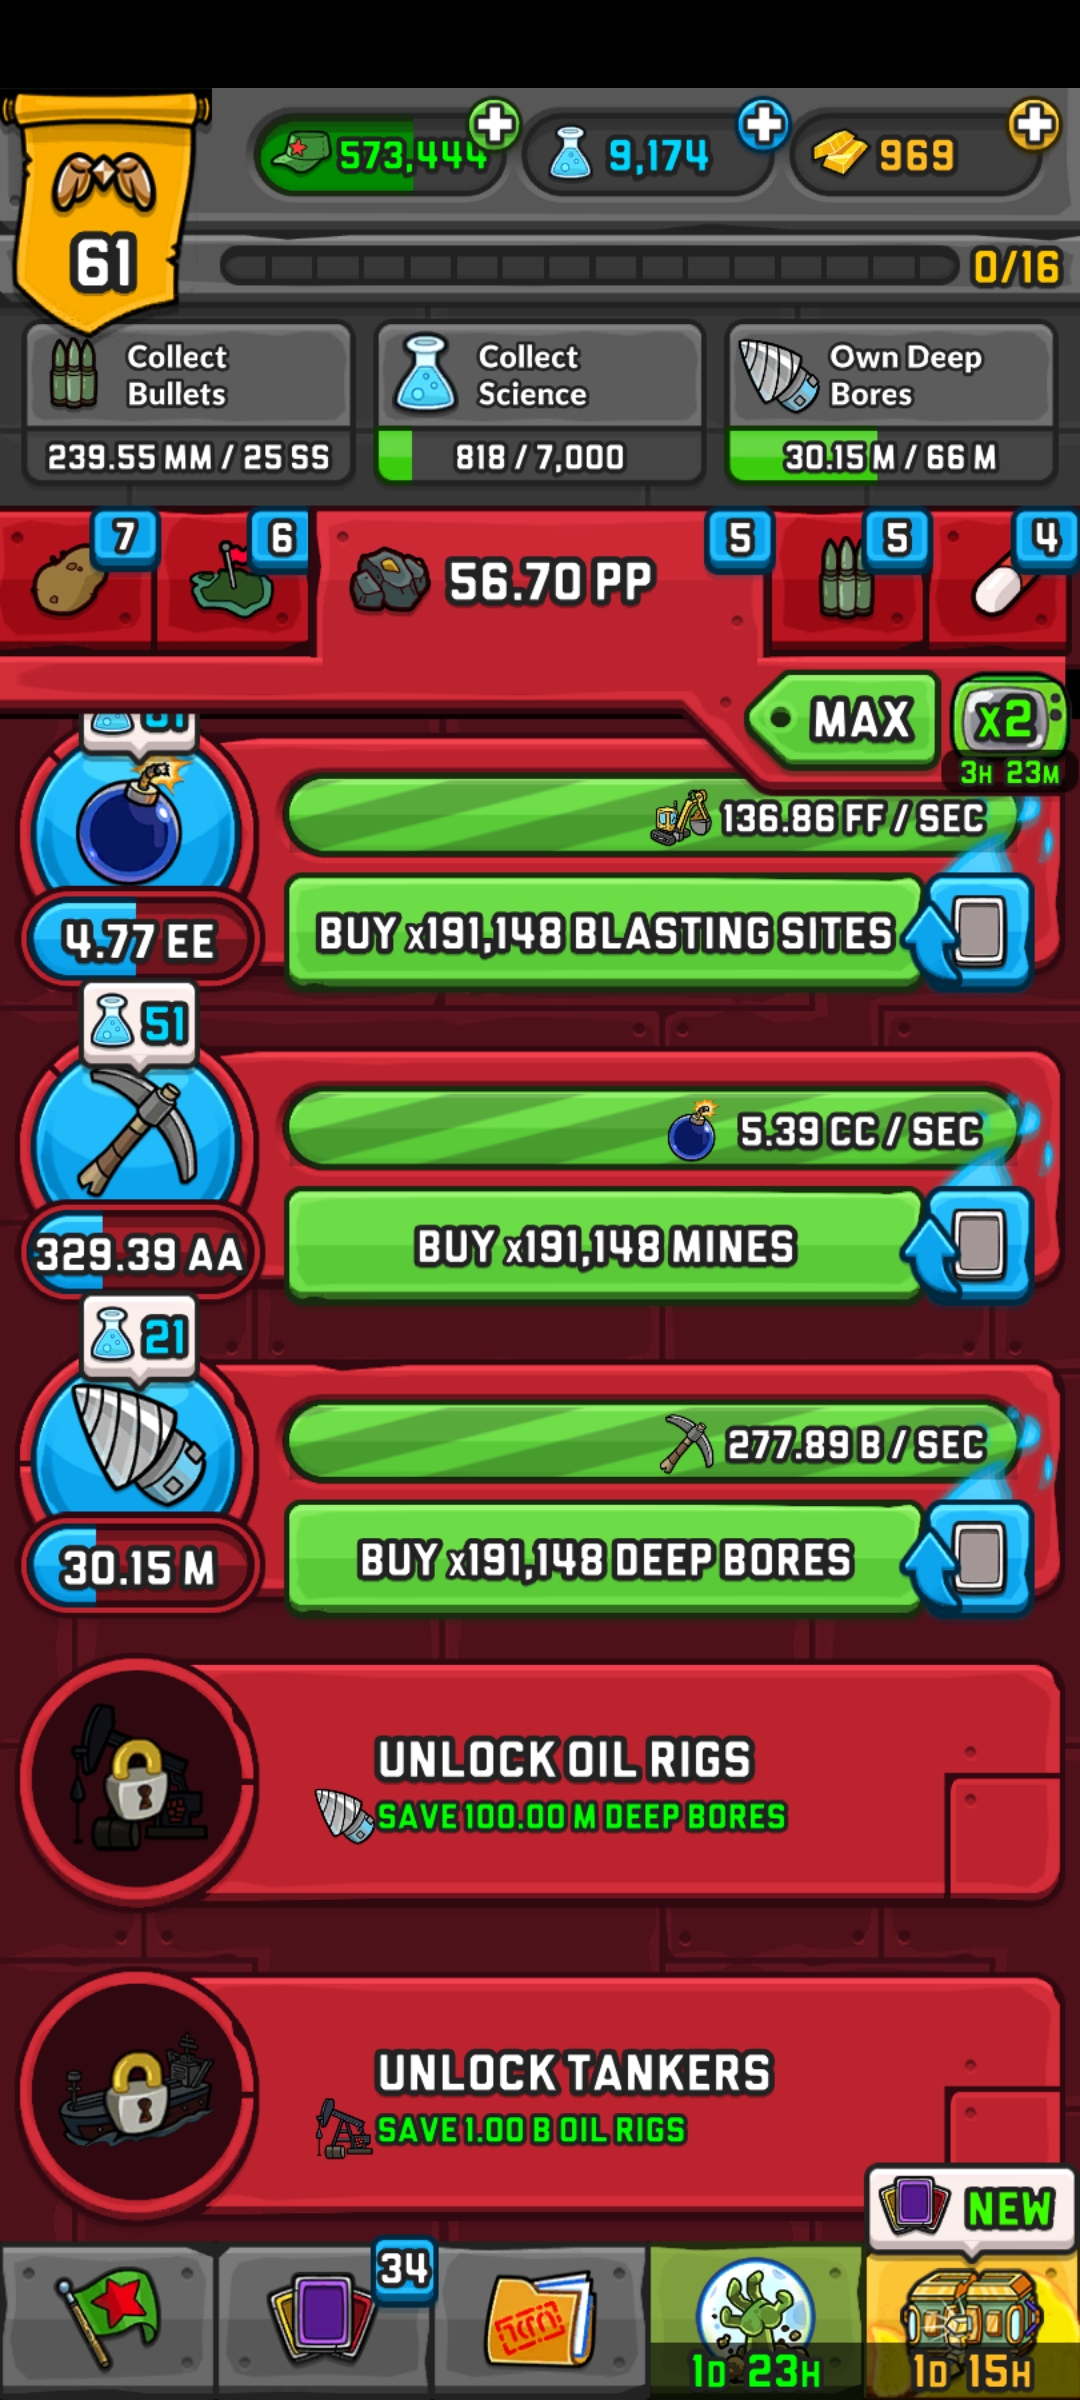 61
573,444
9,174
969
0/16
Collect
Bullets
239.55 MM / 25 SS
Collect
Science
818 / 7,000
Own Deep
Bores
30.15 M / 66 M
7
6
56.70 PP
5
5
4
MAX
x2
3H 23M
136.86 FF / SEC
4.77 EE
BUY x191,148 BLASTING SITES
51
5.39 CC / SEC
329.39 AA
BUY x191,148 MINES
21
277.89 B / SEC
30.15 M
BUY x191,148 DEEP BORES
UNLOCK OIL RIGS
SAVE 100.00 M DEEP BORES
UNLOCK TANKERS
SAVE 1.00 B OIL RIGS
NEW
34
1D 23H
1D 15H